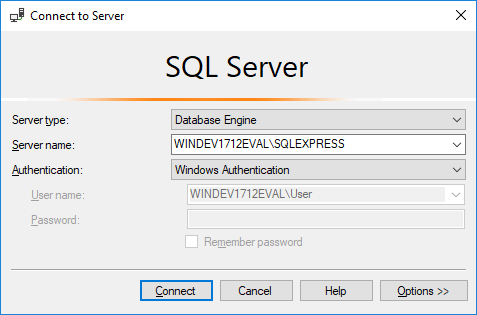 Connect to Server
SQL Server
Server type: Database Engine
Server name: WINDEV1712EVAL\SQLEXPRESS
Authentication: Windows Authentication
User name: WINDEV1712EVAL\User
Password:
Remember password
Connect Cancel Help Options >>